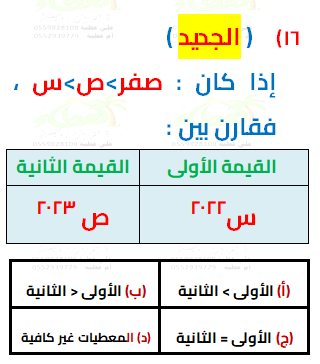 ١٦) ( الجديد )
إذا كان : صفر>ص>س ،
فقارن بين :
القيمة الأولى القيمة الثانية
س٢٠٢٢ ص ٢٠٢٣
(أ) الأولى > الثانية (ب) الأولى < الثانية
(ج) الأولى = الثانية (د) المعطيات غير كافية